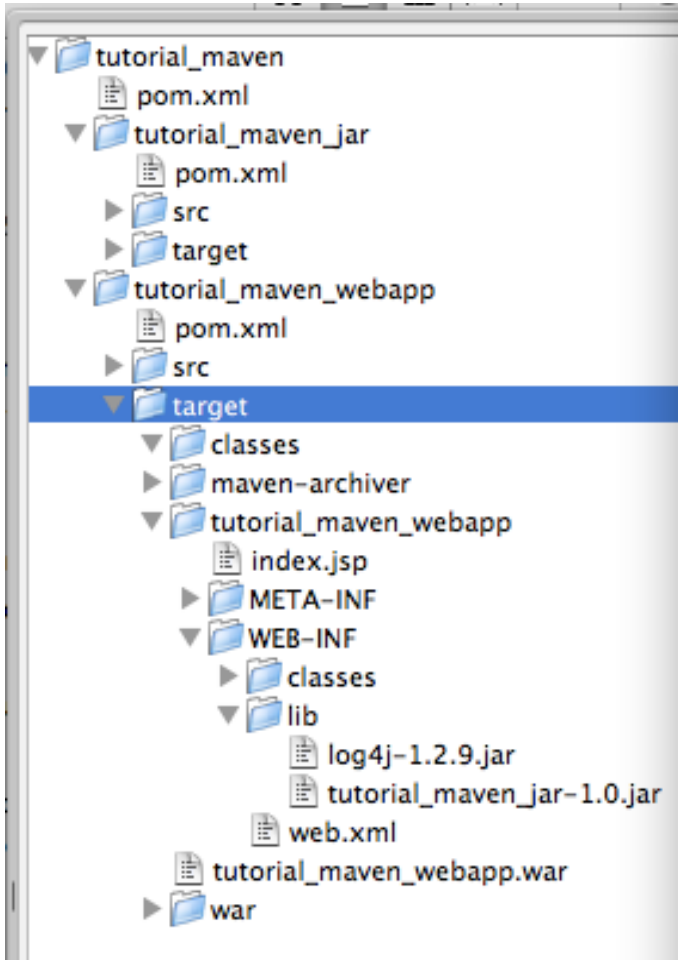 tutorial_maven
pom.xml
tutorial_maven_jar
pom.xml
src
target
tutorial_maven_webapp
pom.xml
src
target
classes
maven-archiver
tutorial_maven_webapp
index.jsp
META-INF
WEB-INF
classes
lib
log4j-1.2.9.jar
tutorial_maven_jar-1.0.jar
web.xml
tutorial_maven_webapp.war
war